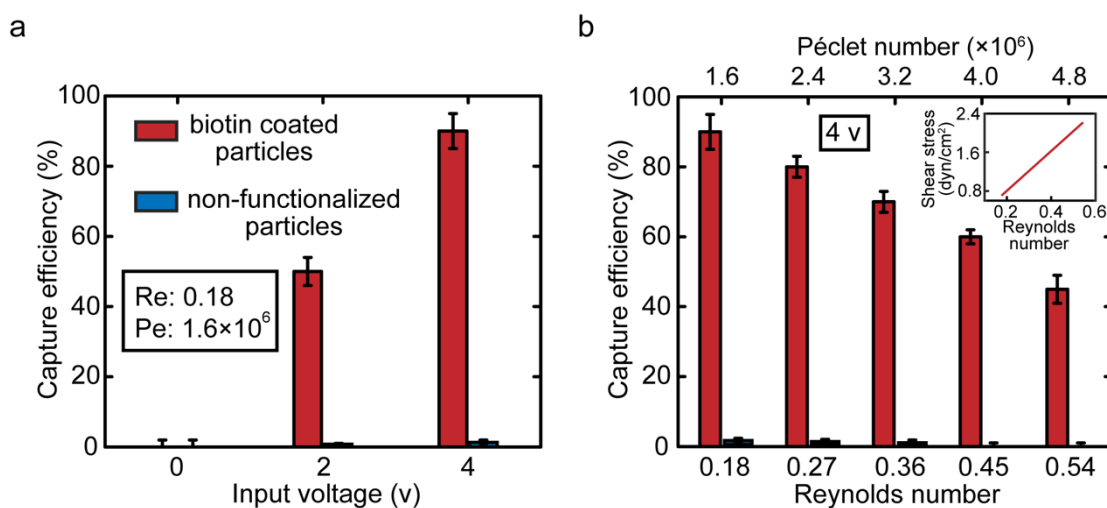 a
100
80
60
40
20
0
Capture efficiency (%)
biotin coated
particles
non-functionalized
particles
Re: 0.18
Pe: 1.6×10⁶
0 2 4
Input voltage (v)
b
Péclet number (×10⁶)
1.6 2.4 3.2 4.0 4.8
100
80
60
40
20
0
Capture efficiency (%)
4 v
Shear stress
(dyn/cm²)
2.4
1.6
0.8
0.2 0.4 0.6
Reynolds
number
0.18 0.27 0.36 0.45 0.54
Reynolds number